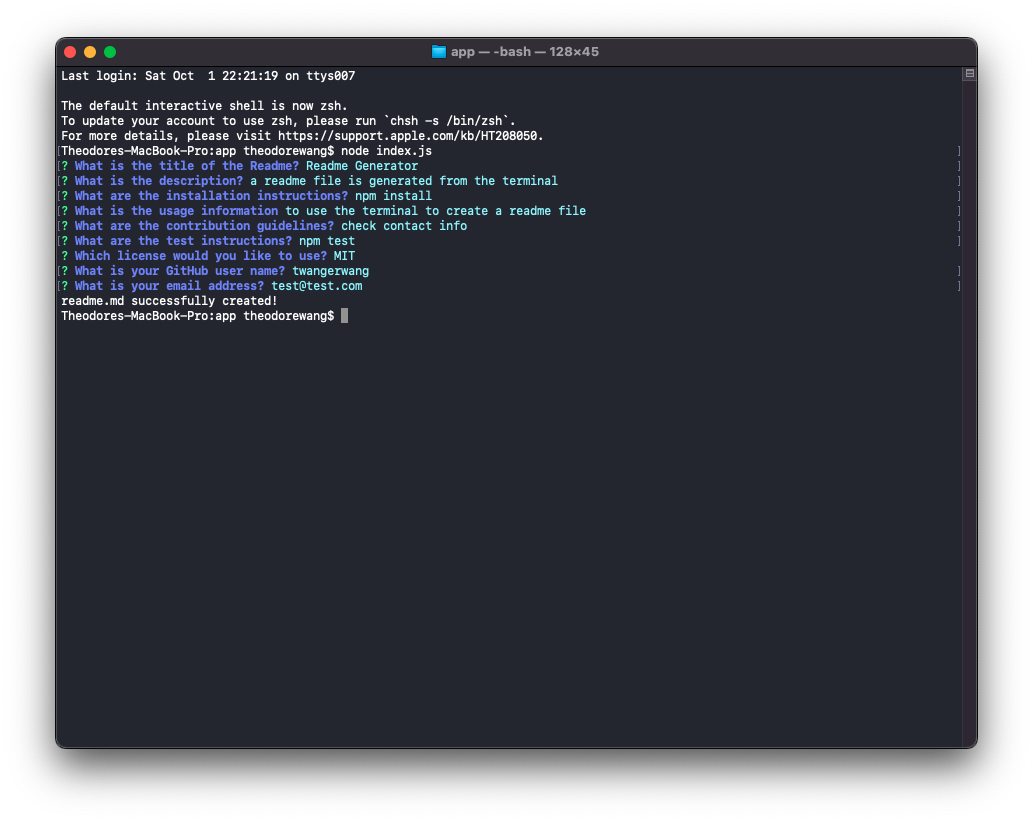 app — -bash — 128×45
Last login: Sat Oct  1 22:21:19 on ttys007
The default interactive shell is now zsh.
To update your account to use zsh, please run `chsh -s /bin/zsh`.
For more details, please visit https://support.apple.com/kb/HT208050.
[Theodores-MacBook-Pro:app theodorewang$ node index.js ]
[? What is the title of the Readme? Readme Generator ]
[? What is the description? a readme file is generated from the terminal ]
[? What are the installation instructions? npm install ]
[? What is the usage information to use the terminal to create a readme file ]
[? What are the contribution guidelines? check contact info ]
[? What are the test instructions? npm test ]
? Which license would you like to use? MIT
[? What is your GitHub user name? twangerwang ]
[? What is your email address? test@test.com ]
readme.md successfully created!
Theodores-MacBook-Pro:app theodorewang$